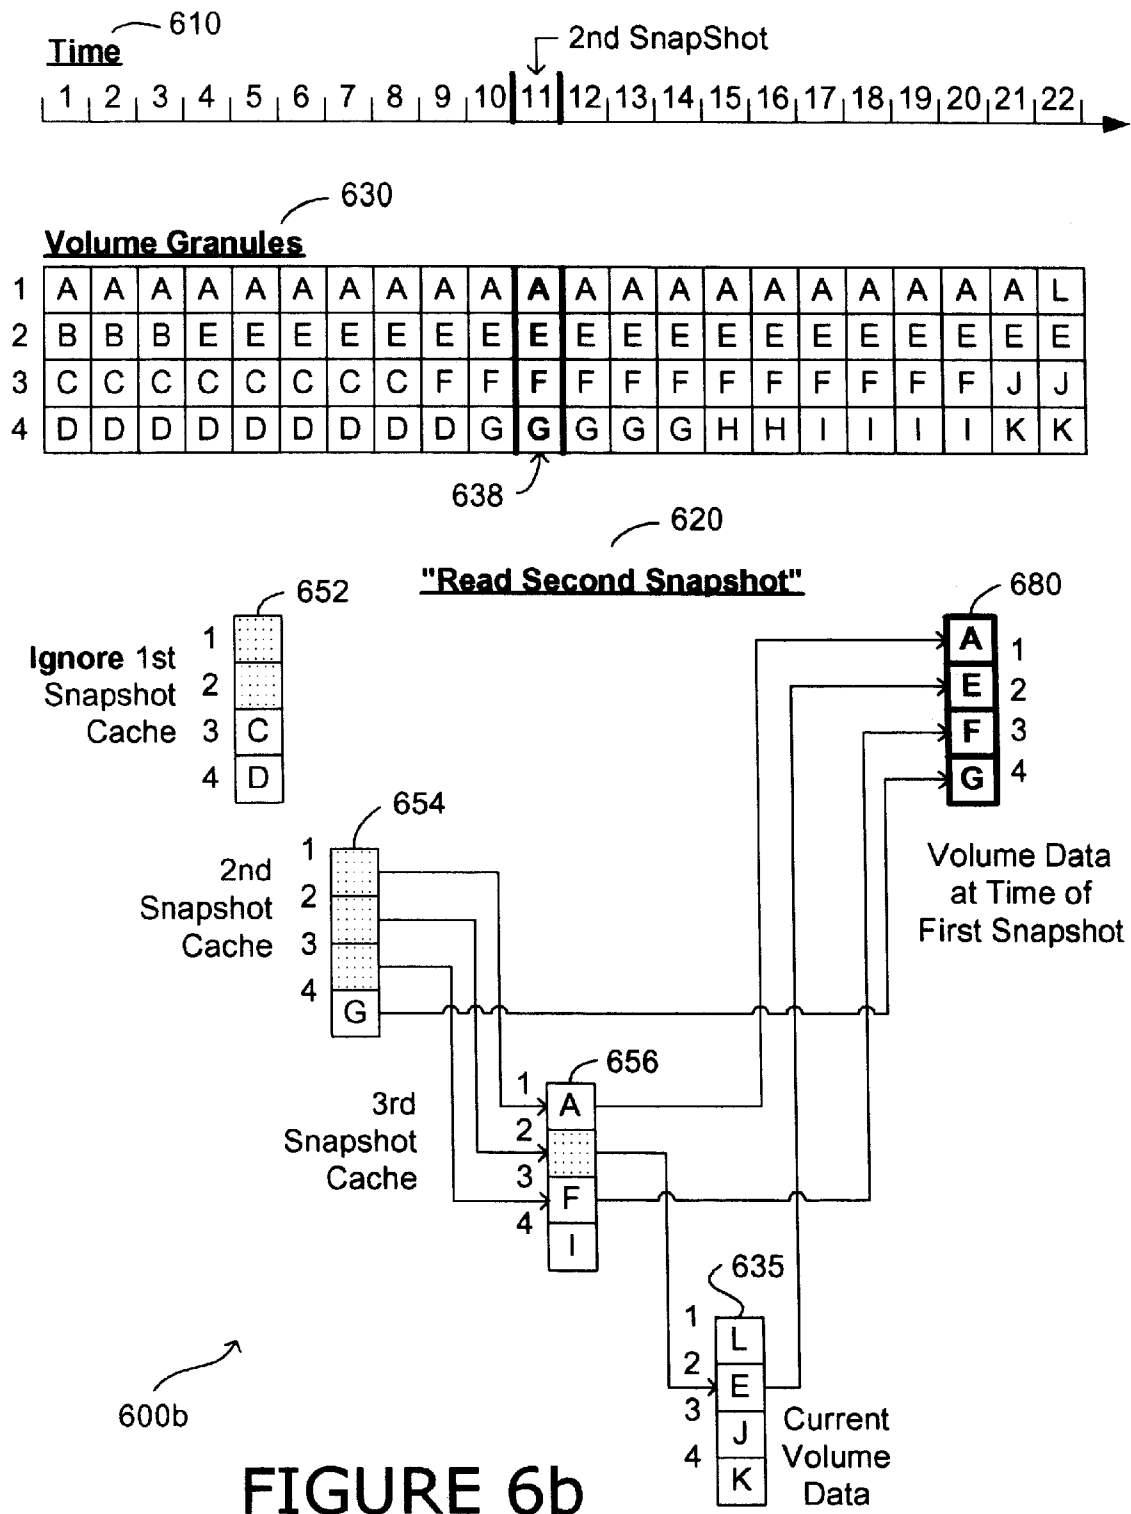 610
Time
2nd SnapShot
1 2 3 4 5 6 7 8 9 10 11 12 13 14 15 16 17 18 19 20 21 22
630
Volume Granules
1 A A A A A A A A A A A A A A A A A A A A A L
2 B B B E E E E E E E E E E E E E E E E E E E
3 C C C C C C C C F F F F F F F F F F F F J J
4 D D D D D D D D D G G G G G H H I I I I K K
638
620
"Read Second Snapshot"
652
1
2
3 C
4 D
Ignore 1st
Snapshot
Cache
680
A 1
E 2
F 3
G 4
Volume Data
at Time of
First Snapshot
654
1
2
3
4
G
2nd
Snapshot
Cache
656
1
A
2
3
F
4
I
3rd
Snapshot
Cache
635
1
L
2
E
3
J
4
K
Current
Volume
Data
600b
FIGURE 6b